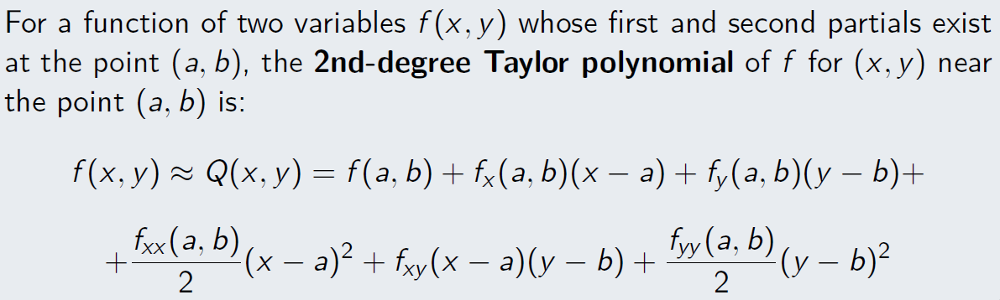 For a function of two variables f(x, y) whose first and second partials exist
at the point (a, b), the 2nd-degree Taylor polynomial of f for (x, y) near
the point (a, b) is:
f(x, y) ≈ Q(x, y) = f(a, b) + fₓ(a, b)(x − a) + f_y(a, b)(y − b)+
+ \frac{f_{xx}(a, b)}{2}(x − a)² + f_{xy}(x − a)(y − b) + \frac{f_{yy}(a, b)}{2}(y − b)²